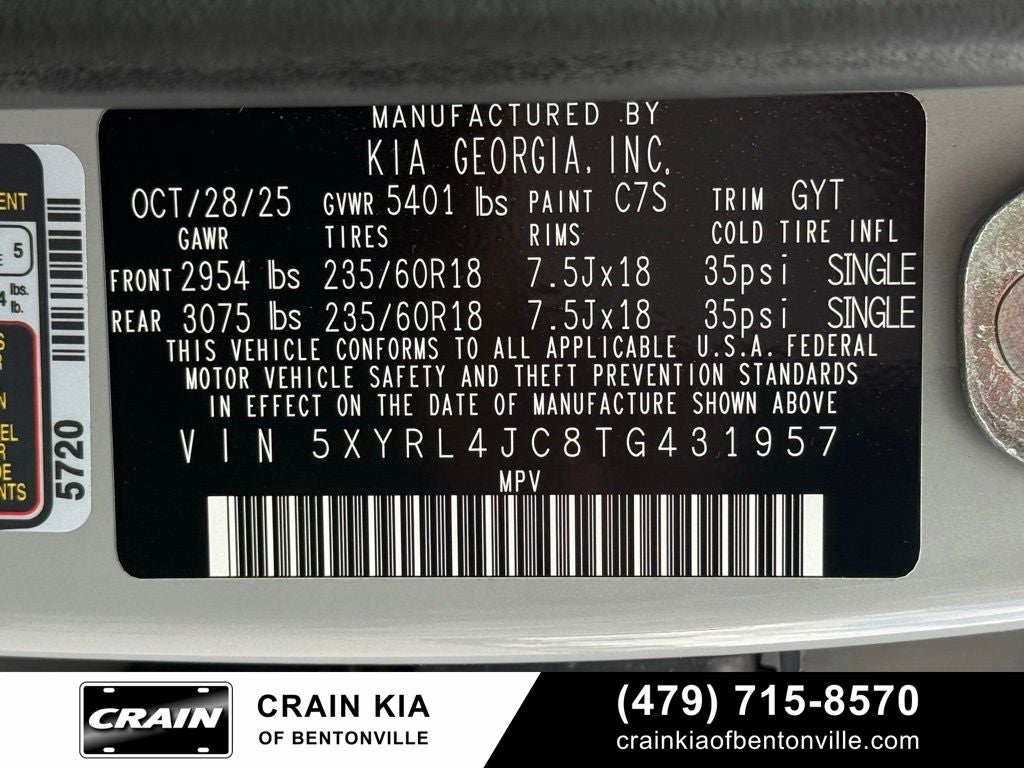 MANUFACTURED BY
KIA GEORGIA, INC.
OCT/28/25 GVWR 5401 lbs PAINT C7S TRIM GYT
GAWR TIRES RIMS COLD TIRE INFL
FRONT 2954 lbs 235/60R18 7.5Jx18 35psi SINGLE
REAR 3075 lbs 235/60R18 7.5Jx18 35psi SINGLE
THIS VEHICLE CONFORMS TO ALL APPLICABLE U.S.A. FEDERAL
MOTOR VEHICLE SAFETY AND THEFT PREVENTION STANDARDS
IN EFFECT ON THE DATE OF MANUFACTURE SHOWN ABOVE
VIN 5XYRL4JC8TG431957
MPV
5
lbs.
lb.
5720
CRAIN
CRAIN KIA
OF BENTONVILLE
(479) 715-8570
crainkiaofbentonville.com